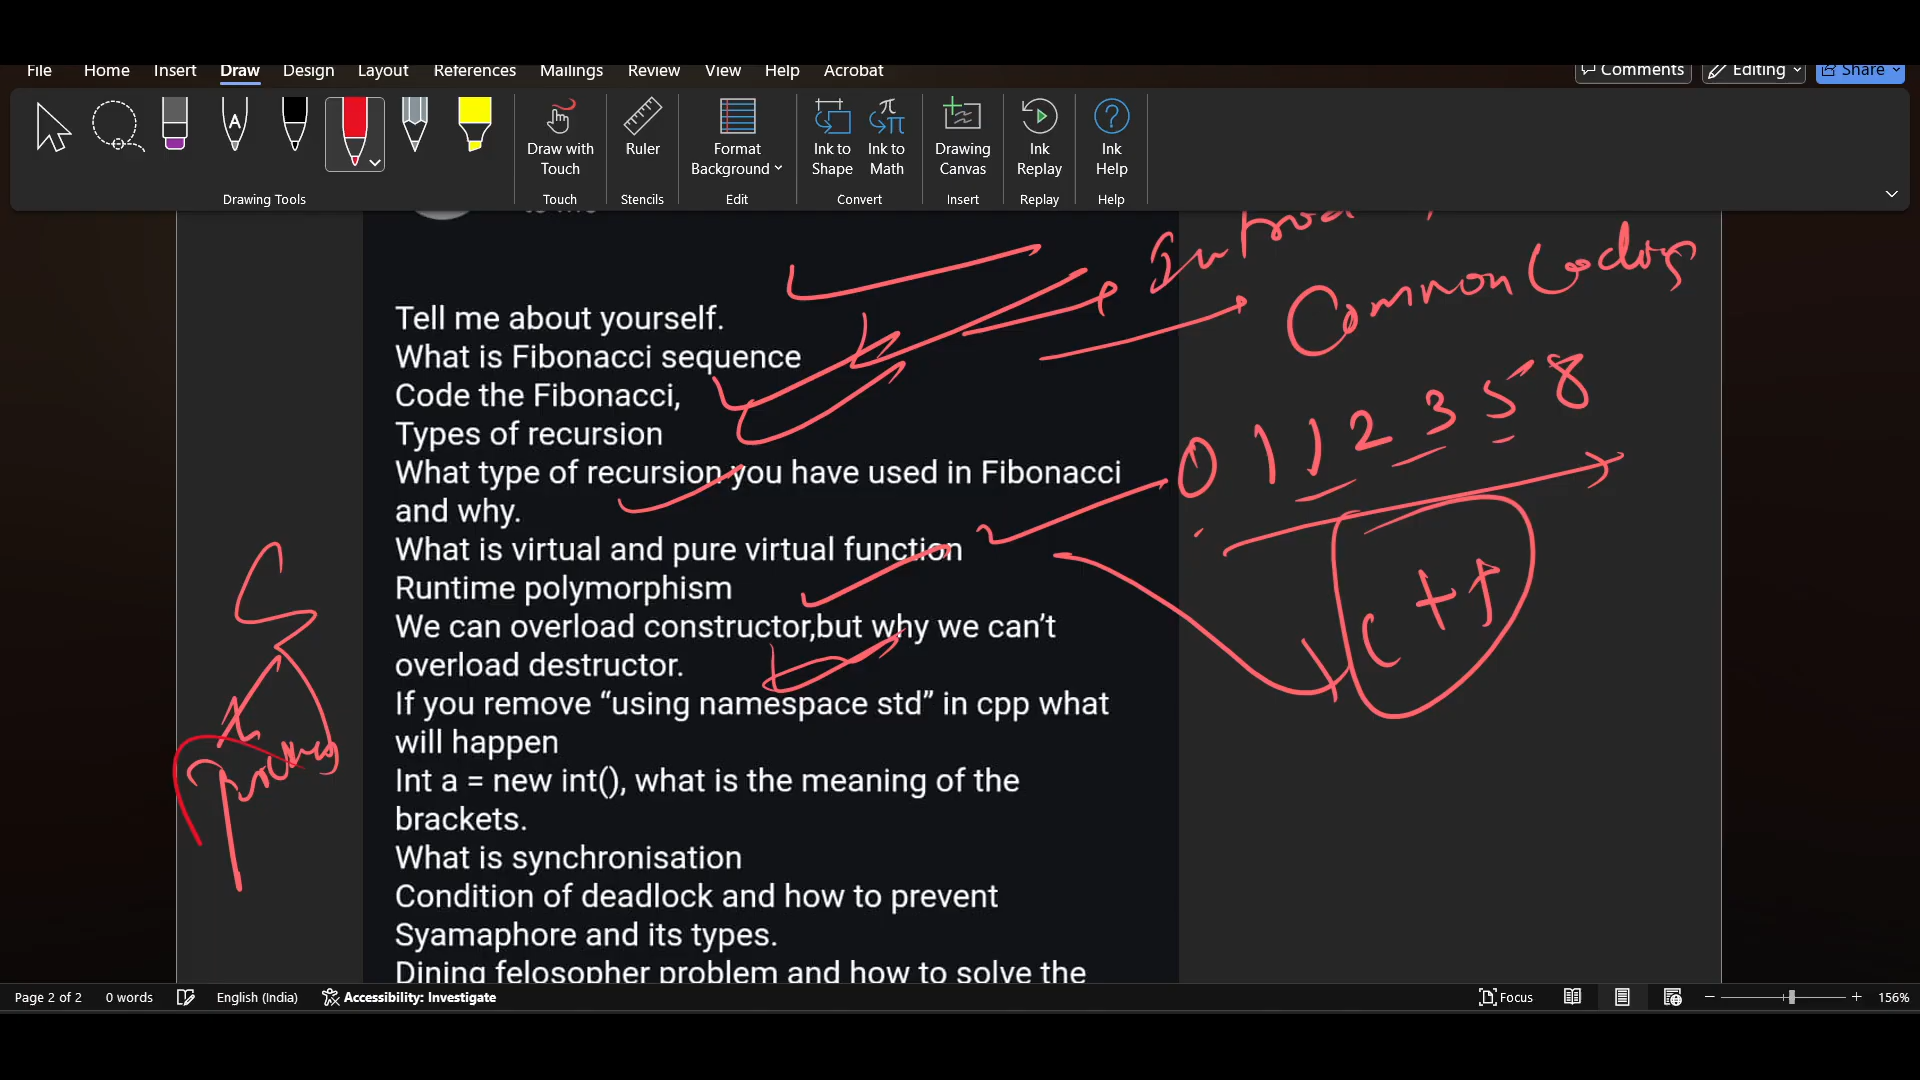 File Home Insert Draw Design Layout References Mailings Review View Help Acrobat Comments Editing Share
Draw with Touch
Ruler
Format Background
Ink to Shape
Ink to Math
Drawing Canvas
Ink Replay
Ink Help
Drawing Tools Touch Stencils Edit Convert Insert Replay Help
Common Coding
Tell me about yourself.
What is Fibonacci sequence
Code the Fibonacci,
Types of recursion
What type of recursion you have used in Fibonacci
and why.
0 1 1 2 3 5 8
What is virtual and pure virtual function
Runtime polymorphism
C++
We can overload constructor,but why we can't
overload destructor.
If you remove “using namespace std” in cpp what
will happen
Int a = new int(), what is the meaning of the
brackets.
What is synchronisation
Condition of deadlock and how to prevent
Syamaphore and its types.
Dining felosopher problem and how to solve the
Page 2 of 2 0 words English (India) Accessibility: Investigate Focus 156%